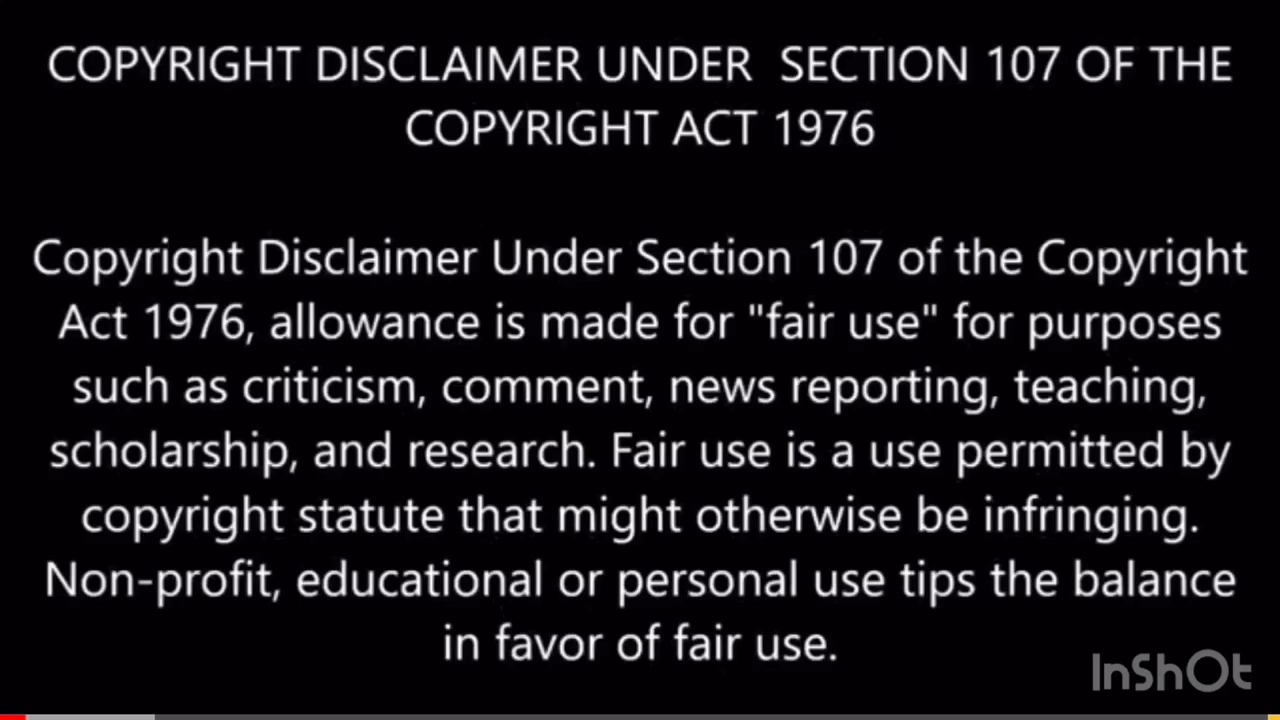 COPYRIGHT DISCLAIMER UNDER SECTION 107 OF THE
COPYRIGHT ACT 1976
Copyright Disclaimer Under Section 107 of the Copyright
Act 1976, allowance is made for "fair use" for purposes
such as criticism, comment, news reporting, teaching,
scholarship, and research. Fair use is a use permitted by
copyright statute that might otherwise be infringing.
Non-profit, educational or personal use tips the balance
in favor of fair use.
InShOt